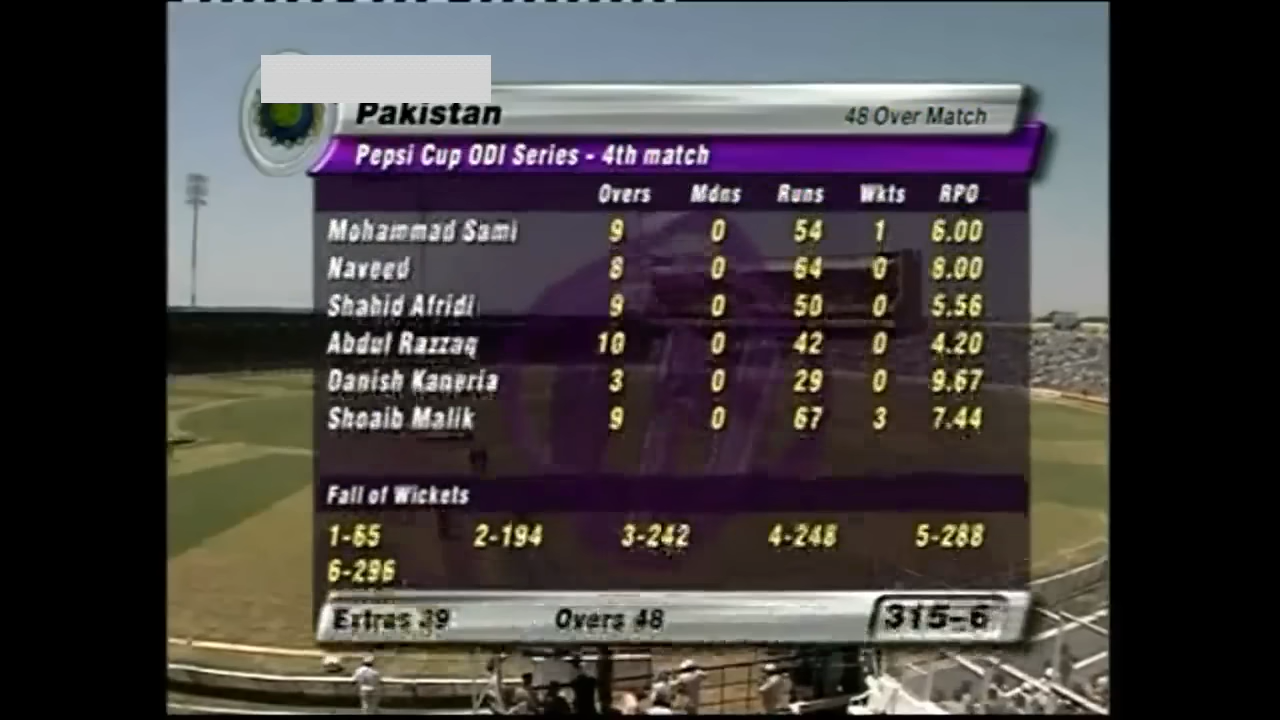 Pakistan 48 Over Match
Pepsi Cup ODI Series - 4th match
Overs Mdns Runs Wkts RPO
Mohammad Sami 9 0 54 1 6.00
Naveed 8 0 64 0 8.00
Shahid Afridi 9 0 50 0 5.56
Abdul Razzaq 10 0 42 0 4.20
Danish Kaneria 3 0 29 0 9.67
Shoaib Malik 9 0 67 3 7.44
Fall of Wickets
1-65 2-194 3-242 4-248 5-288
6-296
Extras 39 Overs 48 315-6